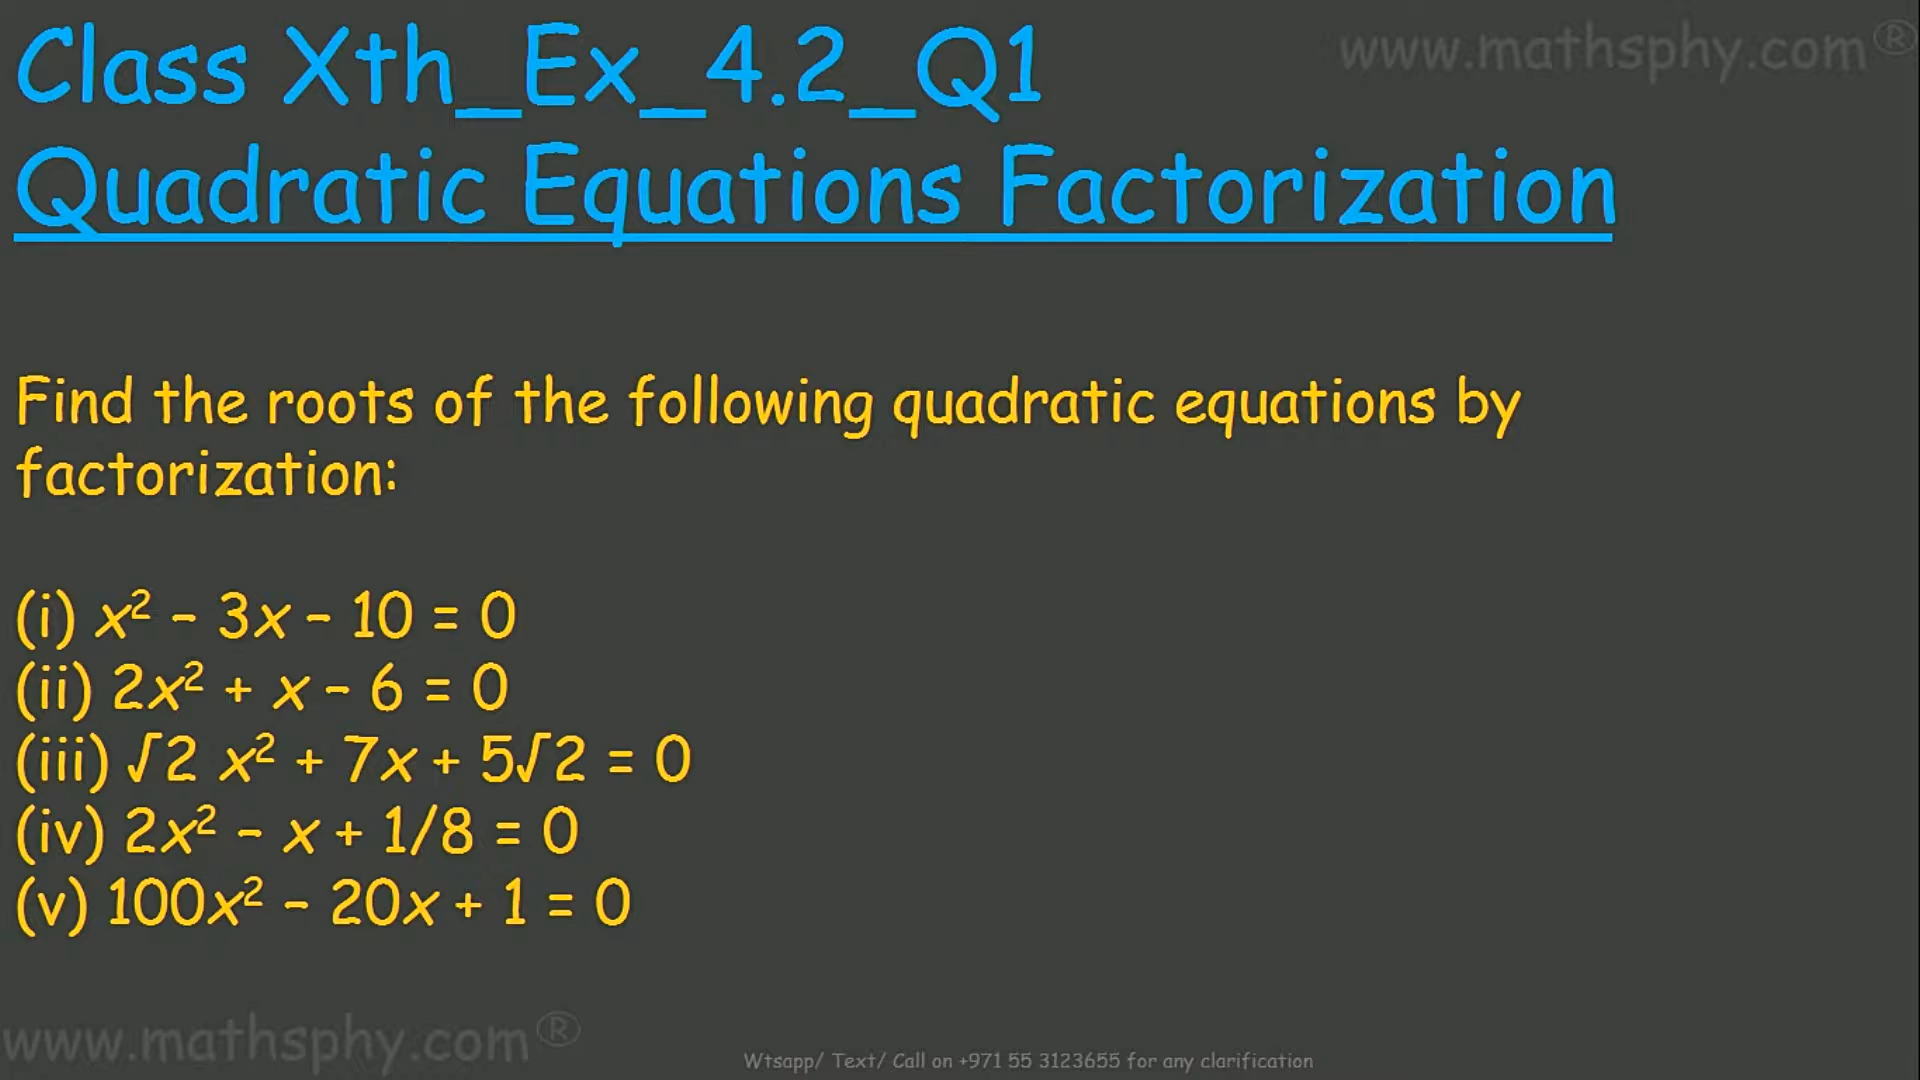 Class Xth_Ex_4.2_Q1
www.mathsphy.com®
Quadratic Equations Factorization
Find the roots of the following quadratic equations by
factorization:
(i) x² – 3x – 10 = 0
(ii) 2x² + x – 6 = 0
(iii) √2 x² + 7x + 5√2 = 0
(iv) 2x² – x + 1/8 = 0
(v) 100x² – 20x + 1 = 0
www.mathsphy.com®
Wtsapp/ Text/ Call on +971 55 3123655 for any clarification